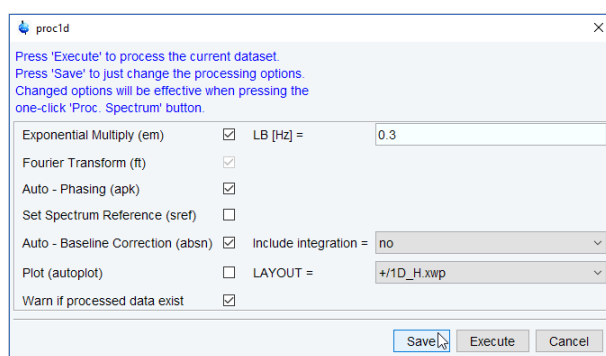 proc1d
Press 'Execute' to process the current dataset.
Press 'Save' to just change the processing options.
Changed options will be effective when pressing the
one-click 'Proc. Spectrum' button.
Exponential Multiply (em) LB [Hz] = 0.3
Fourier Transform (ft)
Auto - Phasing (apk)
Set Spectrum Reference (sref)
Auto - Baseline Correction (absn) Include integration = no
Plot (autoplot) LAYOUT = +/1D_H.xwp
Warn if processed data exist
Save Execute Cancel